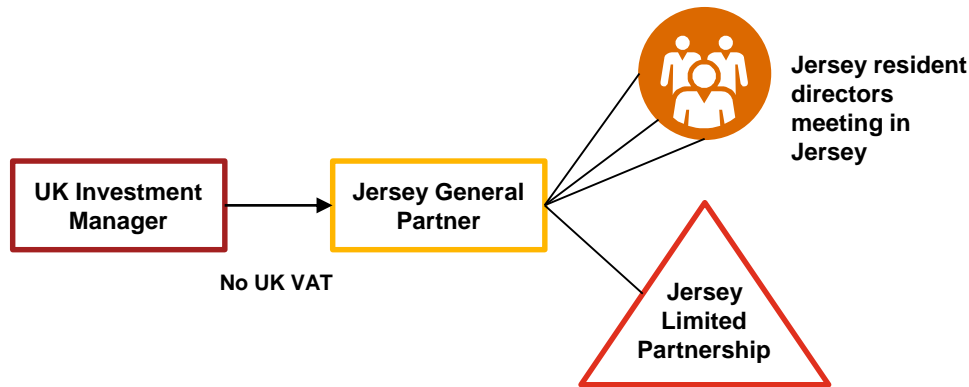 Jersey resident
directors
meeting in
Jersey
UK Investment
Manager
Jersey General
Partner
No UK VAT
Jersey
Limited
Partnership